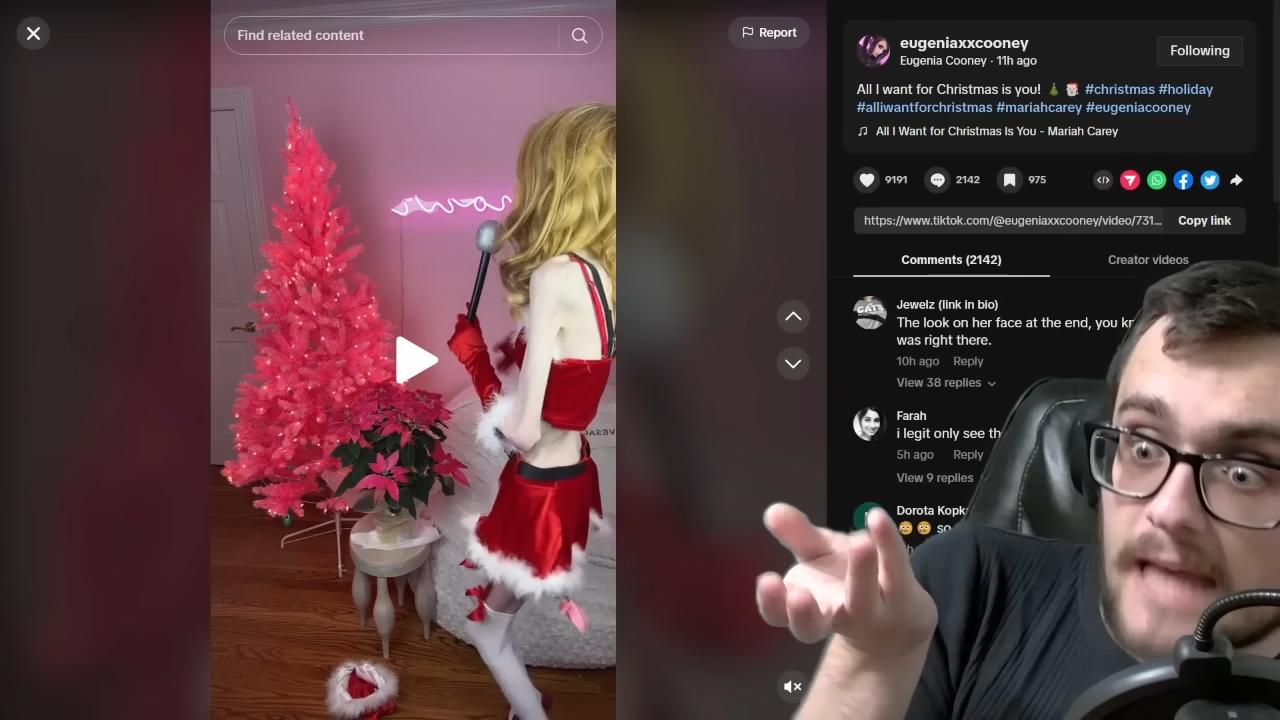 Find related content
Report
eugeniaxxcooney
Eugenia Cooney · 11h ago
Following
All I want for Christmas is you! 🎄 🎅 #christmas #holiday
#alliwantforchristmas #mariahcarey #eugeniacooney
All I Want for Christmas Is You - Mariah Carey
9191
2142
975
https://www.tiktok.com/@eugeniaxxcooney/video/731...
Copy link
Comments (2142)
Creator videos
Jewelz (link in bio)
The look on her face at the end, you
was right there.
10h ago Reply
View 38 replies
Farah
i legit only see
5h ago Reply
View 9 replies
Dorota